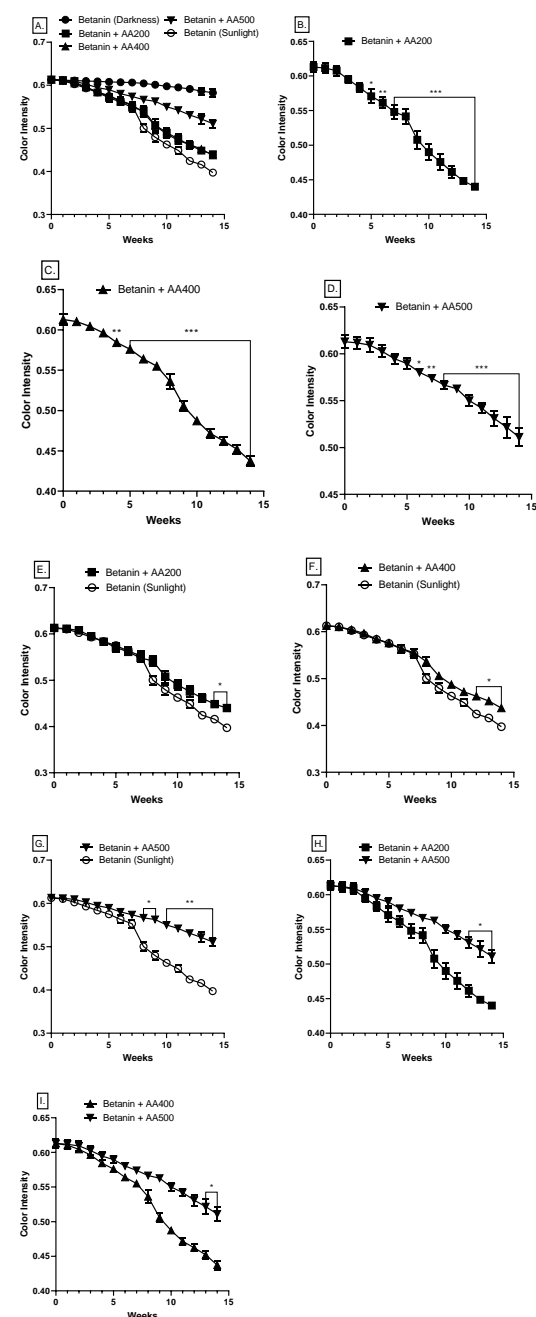 A.
Betanin (Darkness) Betanin + AA500
Betanin + AA200 Betanin (Sunlight)
Betanin + AA400
0.7
0.6
0.5
0.4
0.3
0 5 10 15
Color Intensity
Weeks
B.
Betanin + AA200
0.65
0.60
0.55
0.50
0.45
0.40
* ** ***
0 5 10 15
Color Intensity
Weeks
C.
Betanin + AA400
0.65
0.60
0.55
0.50
0.45
0.40
** ***
0 5 10 15
Color Intensity
Weeks
D.
Betanin + AA500
0.65
0.60
0.55
0.50
0.45
* ** ***
0 5 10 15
Color Intensity
Weeks
E.
Betanin + AA200
Betanin (Sunlight)
0.7
0.6
0.5
0.4
0.3
*
0 5 10 15
Color Intensity
Weeks
F.
Betanin + AA400
Betanin (Sunlight)
0.7
0.6
0.5
0.4
0.3
*
0 5 10 15
Color Intensity
Weeks
G.
Betanin + AA500
Betanin (Sunlight)
0.7
0.6
0.5
0.4
0.3
* **
0 5 10 15
Color Intensity
Weeks
H.
Betanin + AA200
Betanin + AA500
0.65
0.60
0.55
0.50
0.45
0.40
*
0 5 10 15
Color Intensity
Weeks
I.
Betanin + AA400
Betanin + AA500
0.65
0.60
0.55
0.50
0.45
0.40
*
0 5 10 15
Color Intensity
Weeks